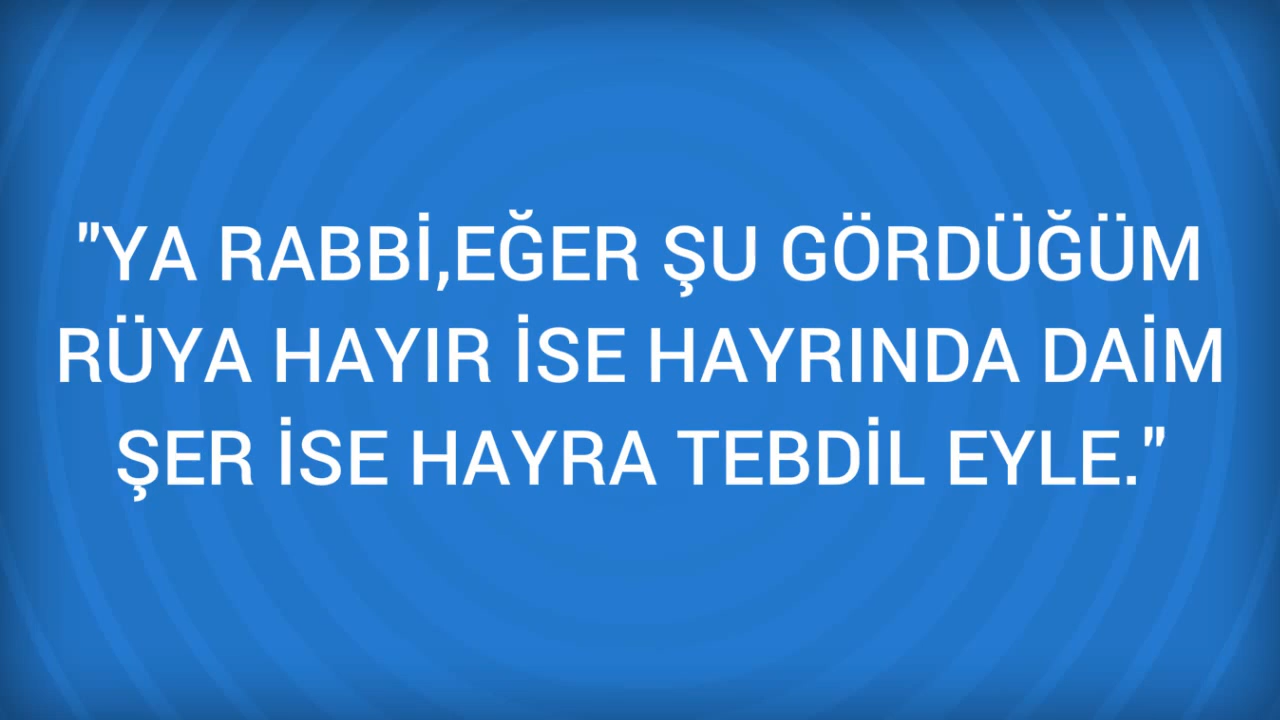 "YA RABBİ,EĞER ŞU GÖRDÜĞÜM
RÜYA HAYIR İSE HAYRINDA DAİM
ŞER İSE HAYRA TEBDİL EYLE."